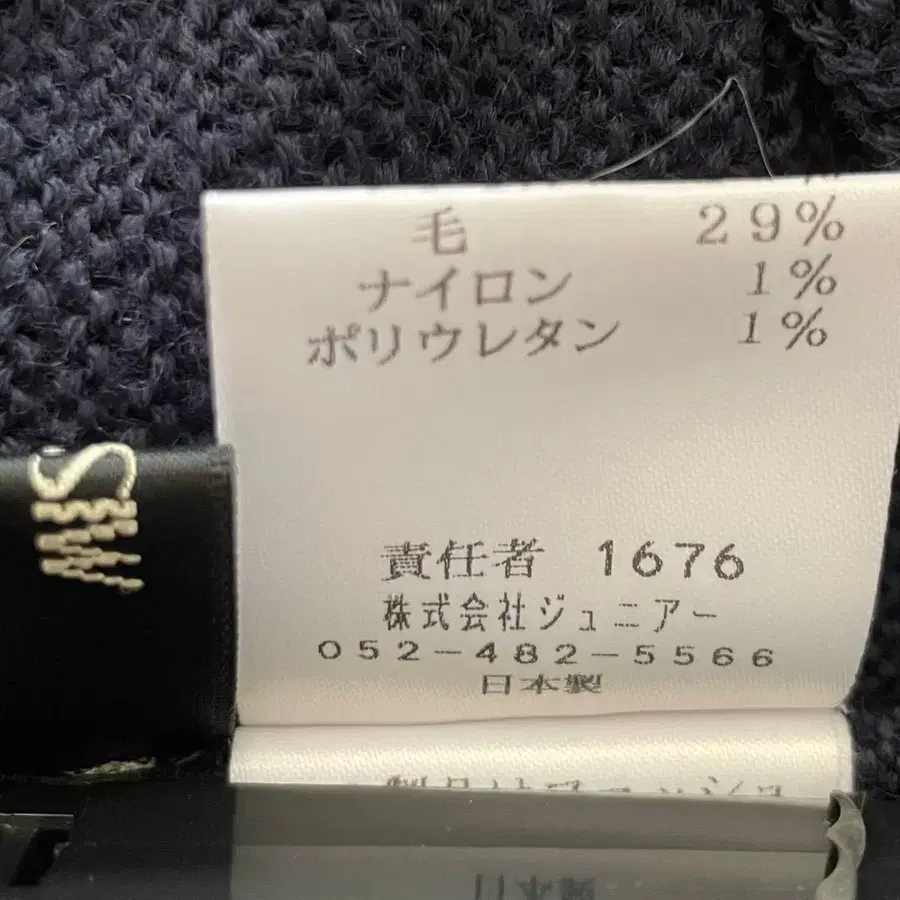 毛 29%
ナイロン 1%
ポリウレタン 1%
責任者 1676
株式会社ジュニアー
052-482-5566
日本製